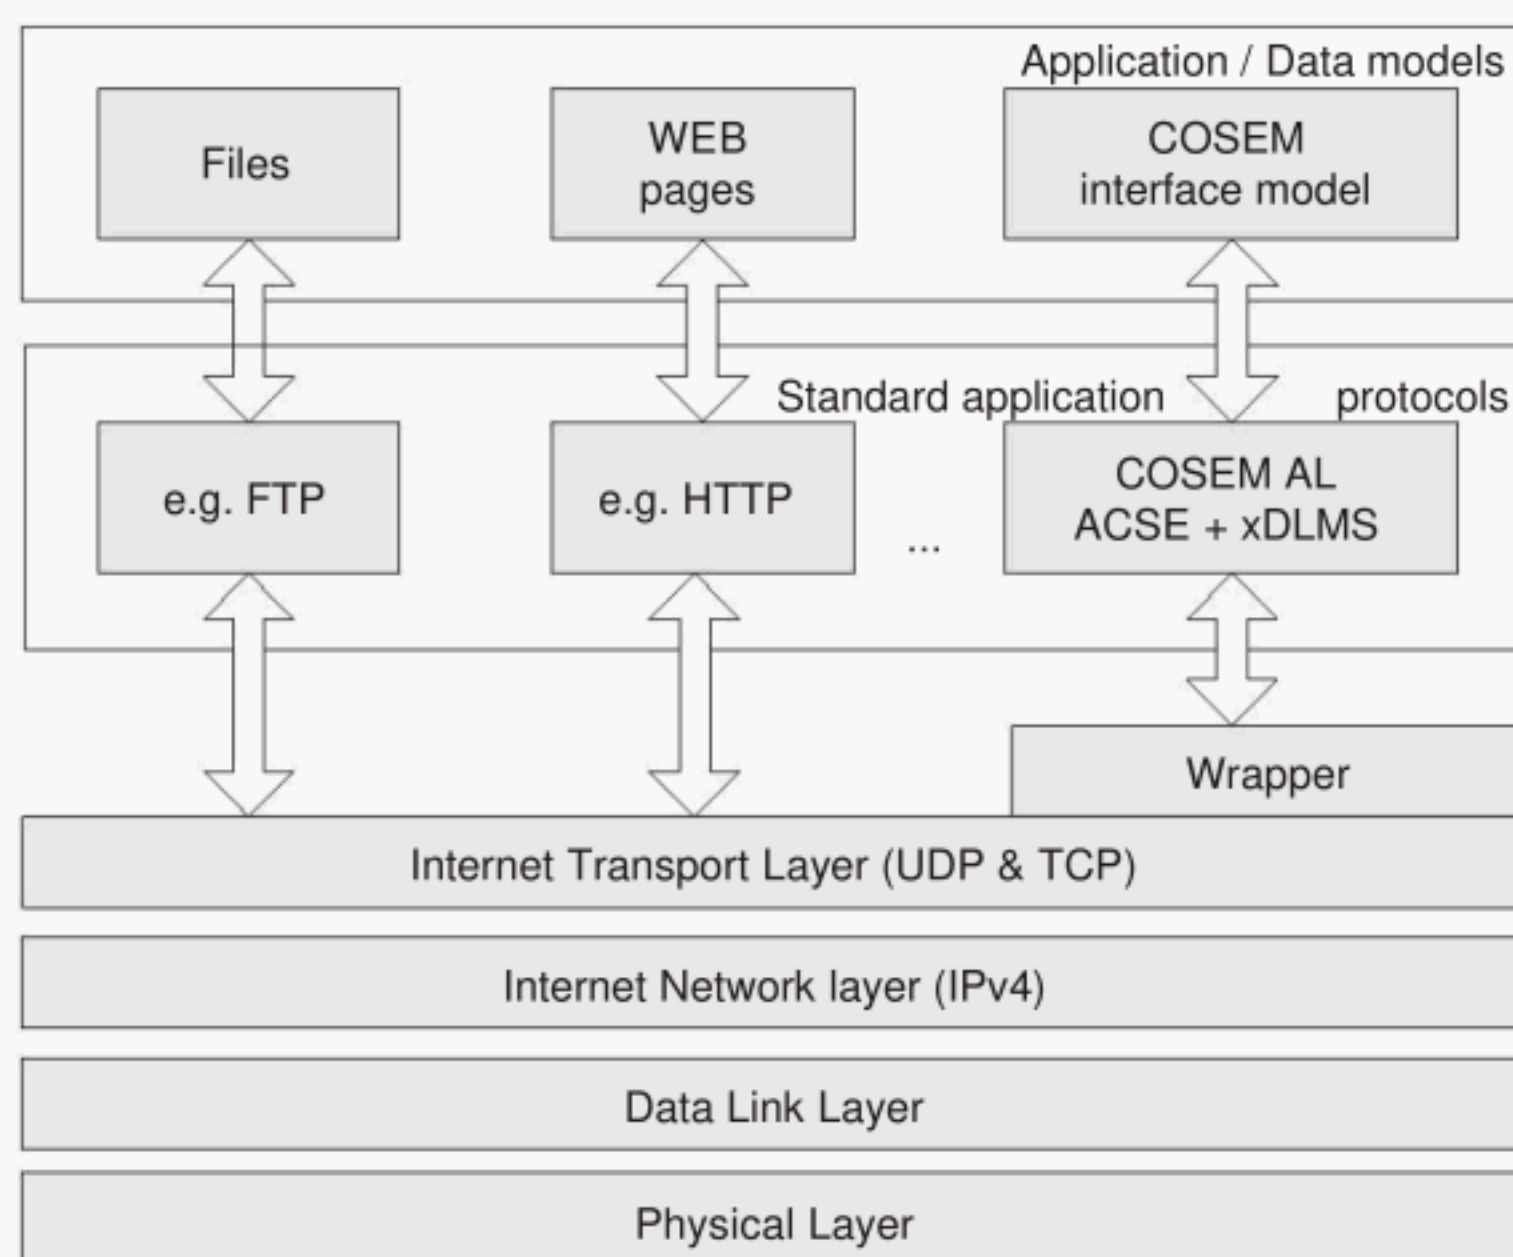 Application / Data models
Files
WEB
pages
COSEM
interface model
Standard application protocols
e.g. FTP
e.g. HTTP
...
COSEM AL
ACSE + xDLMS
Wrapper
Internet Transport Layer (UDP & TCP)
Internet Network layer (IPv4)
Data Link Layer
Physical Layer